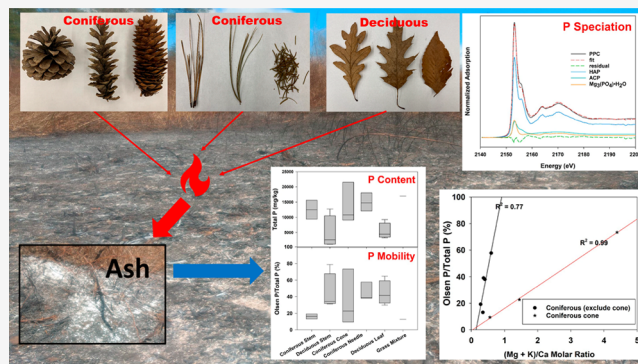 Coniferous
Coniferous
Deciduous
P Speciation
Normalized Adsorption
PPC
fit
residual
HAP
ACP
Mg3(PO4)·H2O
2140 2150 2160 2170 2180 2190 2200
Energy (eV)
Ash
P Content
Total P (mg/kg)
20000
15000
10000
5000
P Mobility
Olsen P/Total P (%)
100
80
60
40
20
0
Coniferous Stem
Deciduous Stem
Coniferous Cone
Coniferous Needle
Deciduous Leaf
Grass Mixture
Olsen P/Total P (%)
100
80
60
40
20
0
R² = 0.77
R² = 0.99
Coniferous (exclude cone)
Coniferous cone
0 1 2 3 4 5
(Mg + K)/Ca Molar Ratio